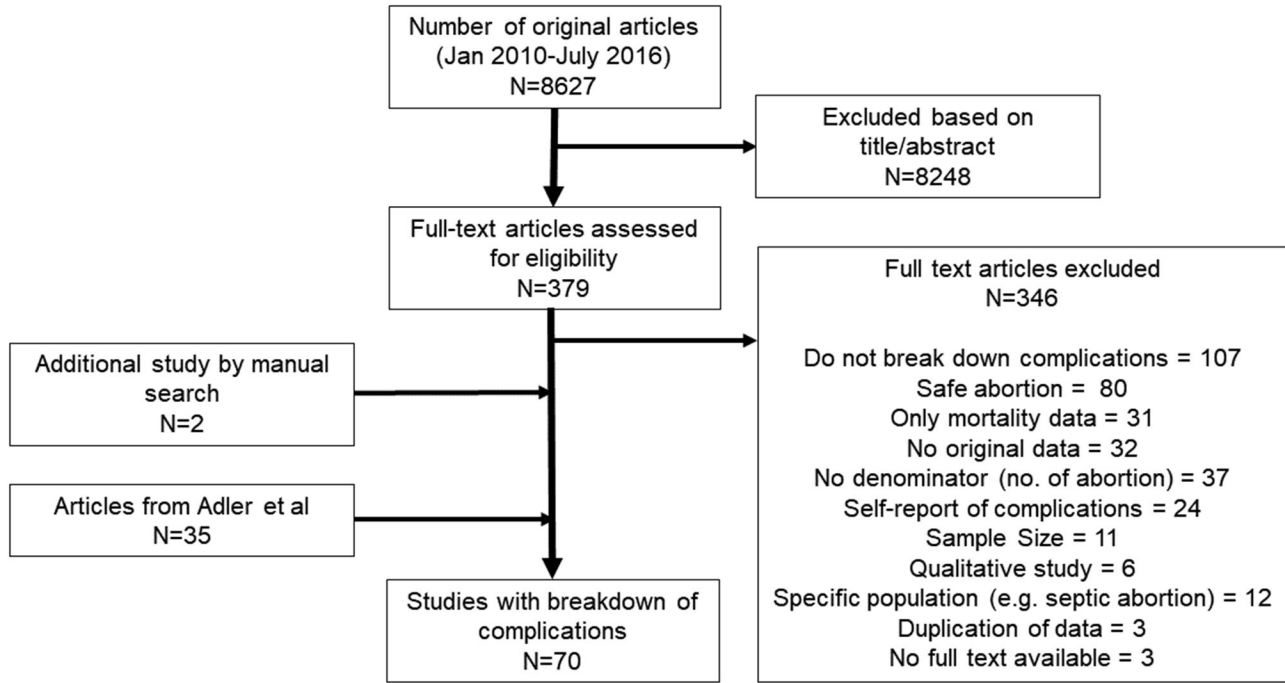 Number of original articles
(Jan 2010-July 2016)
N=8627
Excluded based on
title/abstract
N=8248
Full-text articles assessed
for eligibility
N=379
Full text articles excluded
N=346
Do not break down complications = 107
Safe abortion = 80
Only mortality data = 31
No original data = 32
No denominator (no. of abortion) = 37
Self-report of complications = 24
Sample Size = 11
Qualitative study = 6
Specific population (e.g. septic abortion) = 12
Duplication of data = 3
No full text available = 3
Additional study by manual
search
N=2
Articles from Adler et al
N=35
Studies with breakdown of
complications
N=70